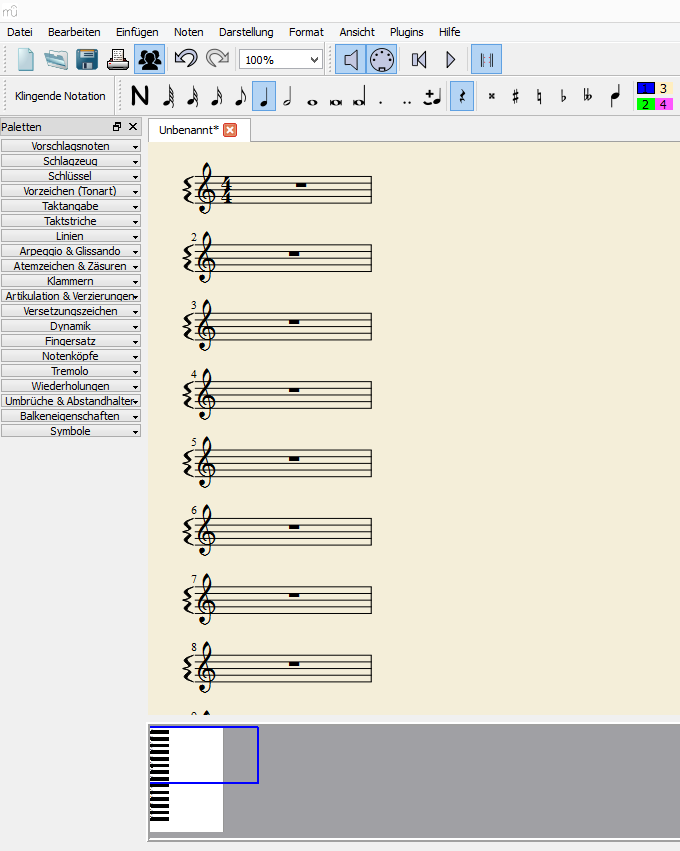 mû
Datei Bearbeiten Einfügen Noten Darstellung Format Ansicht Plugins Hilfe
100%
Klingende Notation N 1 3
2 4
Paletten
Unbenannt*
Vorschlagsnoten
Schlagzeug
Schlüssel
Vorzeichen (Tonart)
Taktangabe
Taktstriche
Linien
Arpeggio & Glissando
Atemzeichen & Zäsuren
Klammern
Artikulation & Verzierungen
Versetzungszeichen
Dynamik
Fingersatz
Notenköpfe
Tremolo
Wiederholungen
Umbrüche & Abstandhalter
Balkeneigenschaften
Symbole
4
4
2
3
4
5
6
7
8